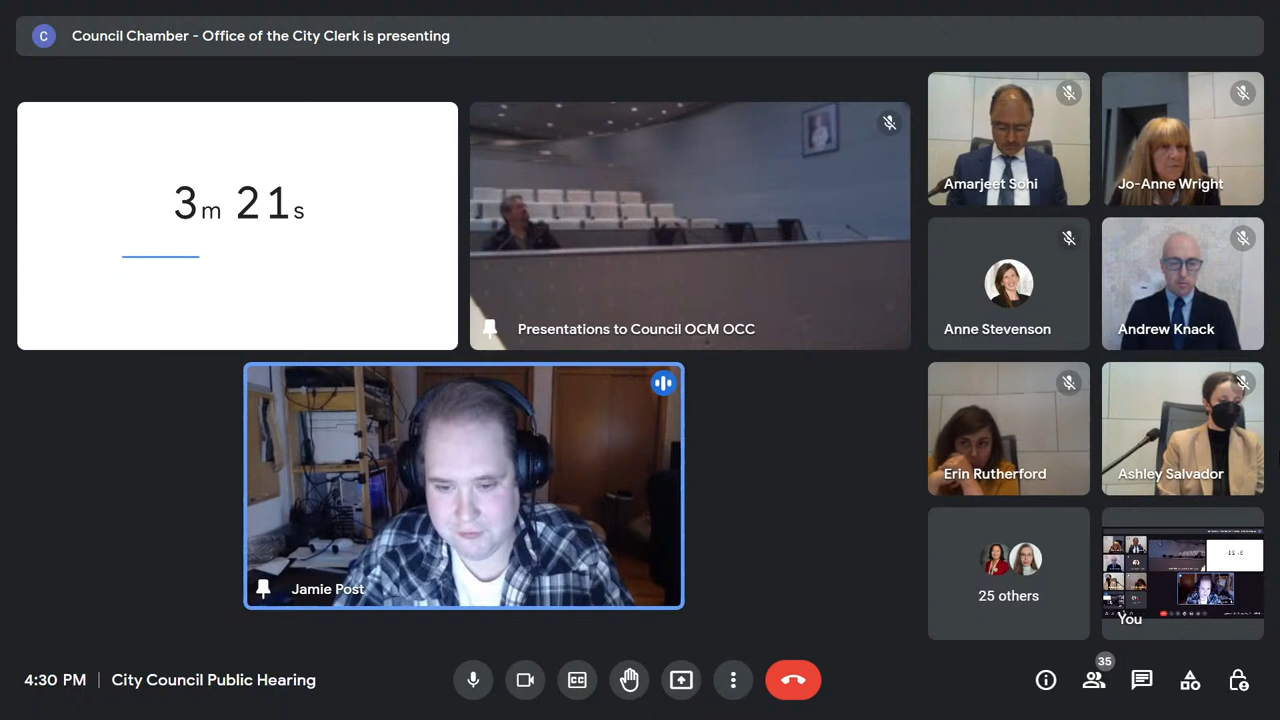 C Council Chamber - Office of the City Clerk is presenting
3m 21s
Presentations to Council OCM OCC
Jamie Post
Amarjeet Sohi
Jo-Anne Wright
Anne Stevenson
Andrew Knack
Erin Rutherford
Ashley Salvador
25 others
You
4:30 PM | City Council Public Hearing
CC
35